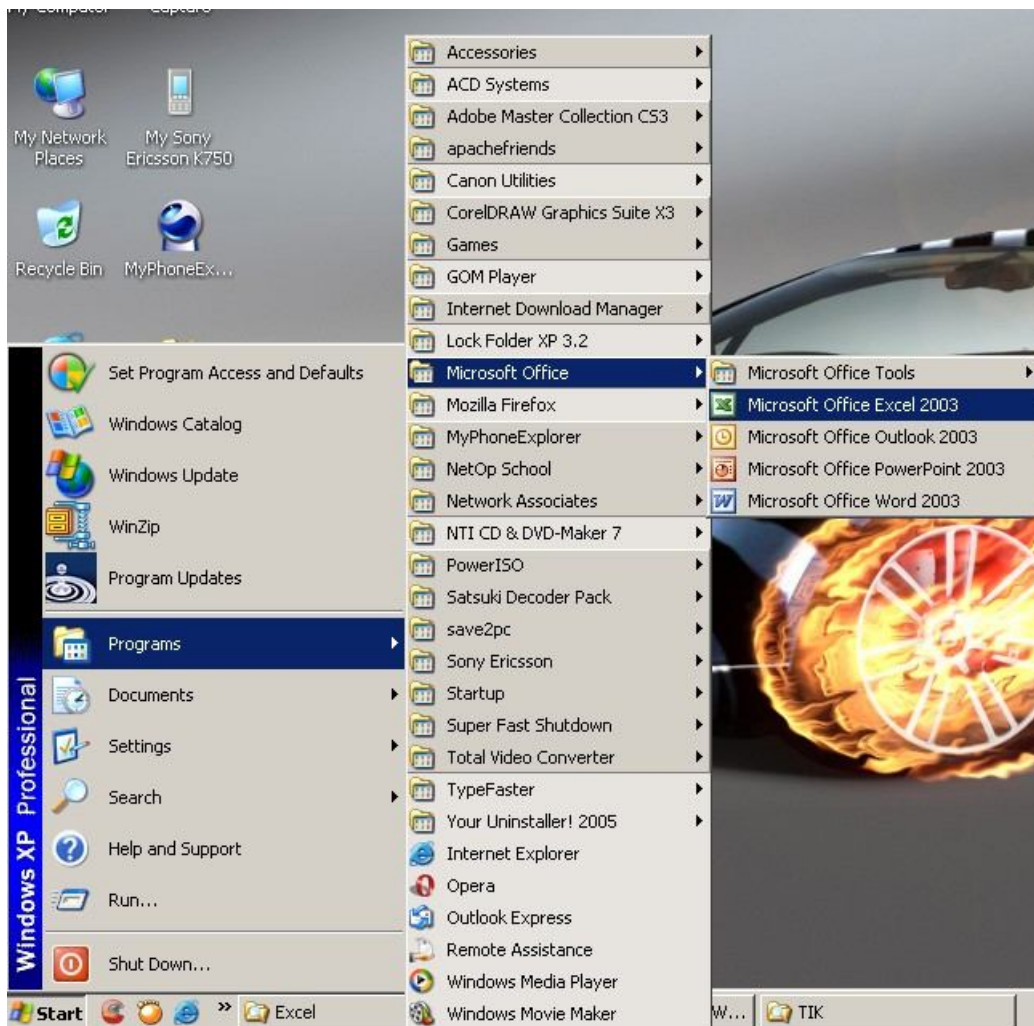 My Computer
Capture
My Network
Places
My Sony
Ericsson K750
Recycle Bin
MyPhoneEx...
Set Program Access and Defaults
Windows Catalog
Windows Update
WinZip
Program Updates
Programs
Documents
Settings
Search
Help and Support
Run...
Shut Down...
Windows XP Professional
Accessories
ACD Systems
Adobe Master Collection CS3
apachefriends
Canon Utilities
CorelDRAW Graphics Suite X3
Games
GOM Player
Internet Download Manager
Lock Folder XP 3.2
Microsoft Office
Mozilla Firefox
MyPhoneExplorer
NetOp School
Network Associates
NTI CD & DVD-Maker 7
PowerISO
Satsuki Decoder Pack
save2pc
Sony Ericsson
Startup
Super Fast Shutdown
Total Video Converter
TypeFaster
Your Uninstaller! 2005
Internet Explorer
Opera
Outlook Express
Remote Assistance
Windows Media Player
Windows Movie Maker
Microsoft Office Tools
Microsoft Office Excel 2003
Microsoft Office Outlook 2003
Microsoft Office PowerPoint 2003
Microsoft Office Word 2003
Start
Excel
W...
TIK